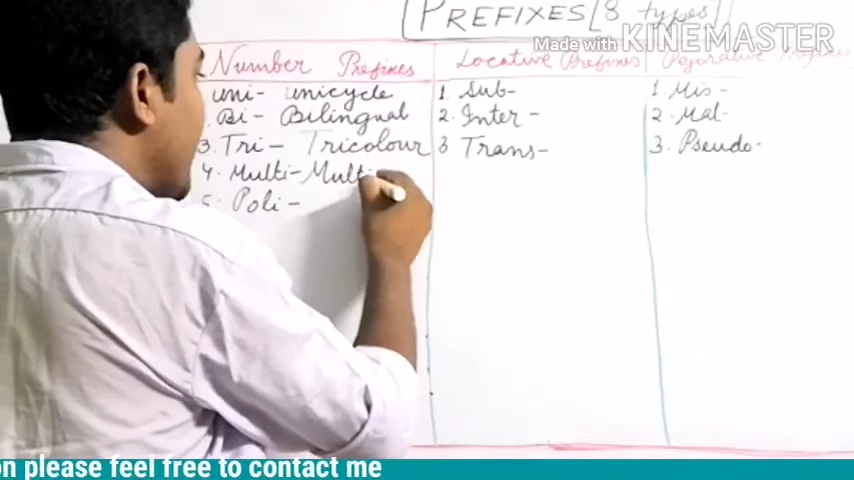 PREFIXES [8 types]
Made with KINEMASTER
Number Prefixes
uni- unicycle
Bi- Bilingual
3. Tri- Tricolour
4. Multi- Multi
5. Poli-
Locative Prefixes
1. Sub-
2. Inter-
3 Trans-
Pejorative Prefixes
1. Mis-
2. Mal-
3. Pseudo-
on please feel free to contact me